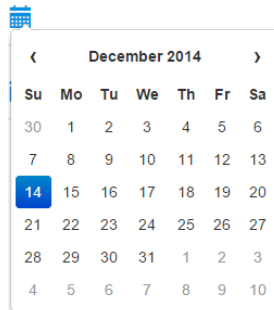 ‹ December 2014 ›
Su Mo Tu We Th Fr Sa
30 1 2 3 4 5 6
7 8 9 10 11 12 13
14 15 16 17 18 19 20
21 22 23 24 25 26 27
28 29 30 31 1 2 3
4 5 6 7 8 9 10